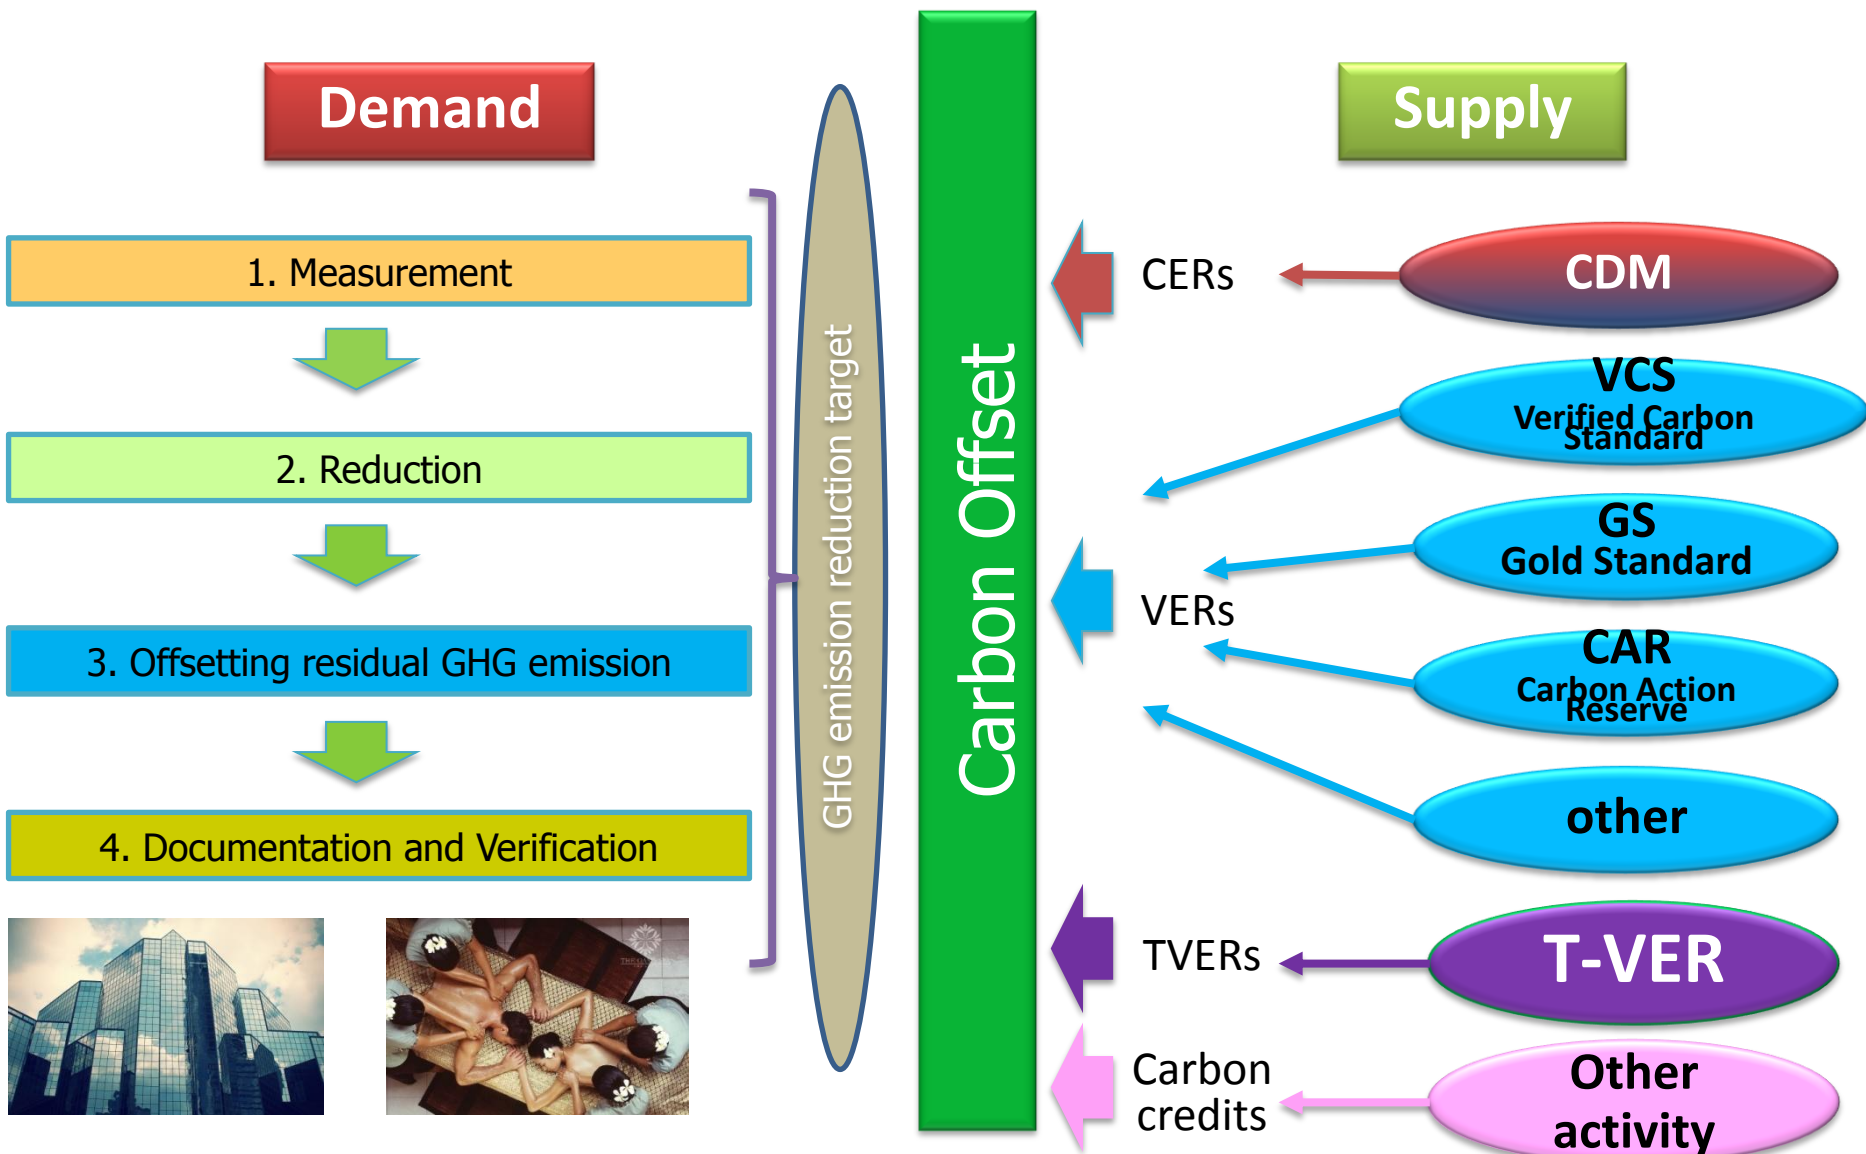 Demand
1. Measurement
2. Reduction
3. Offsetting residual GHG emission
4. Documentation and Verification
GHG emission reduction target
Carbon Offset
Supply
CERs
CDM
VCS
Verified Carbon
Standard
GS
Gold Standard
VERs
CAR
Carbon Action
Reserve
other
TVERs
T-VER
Carbon
credits
Other
activity